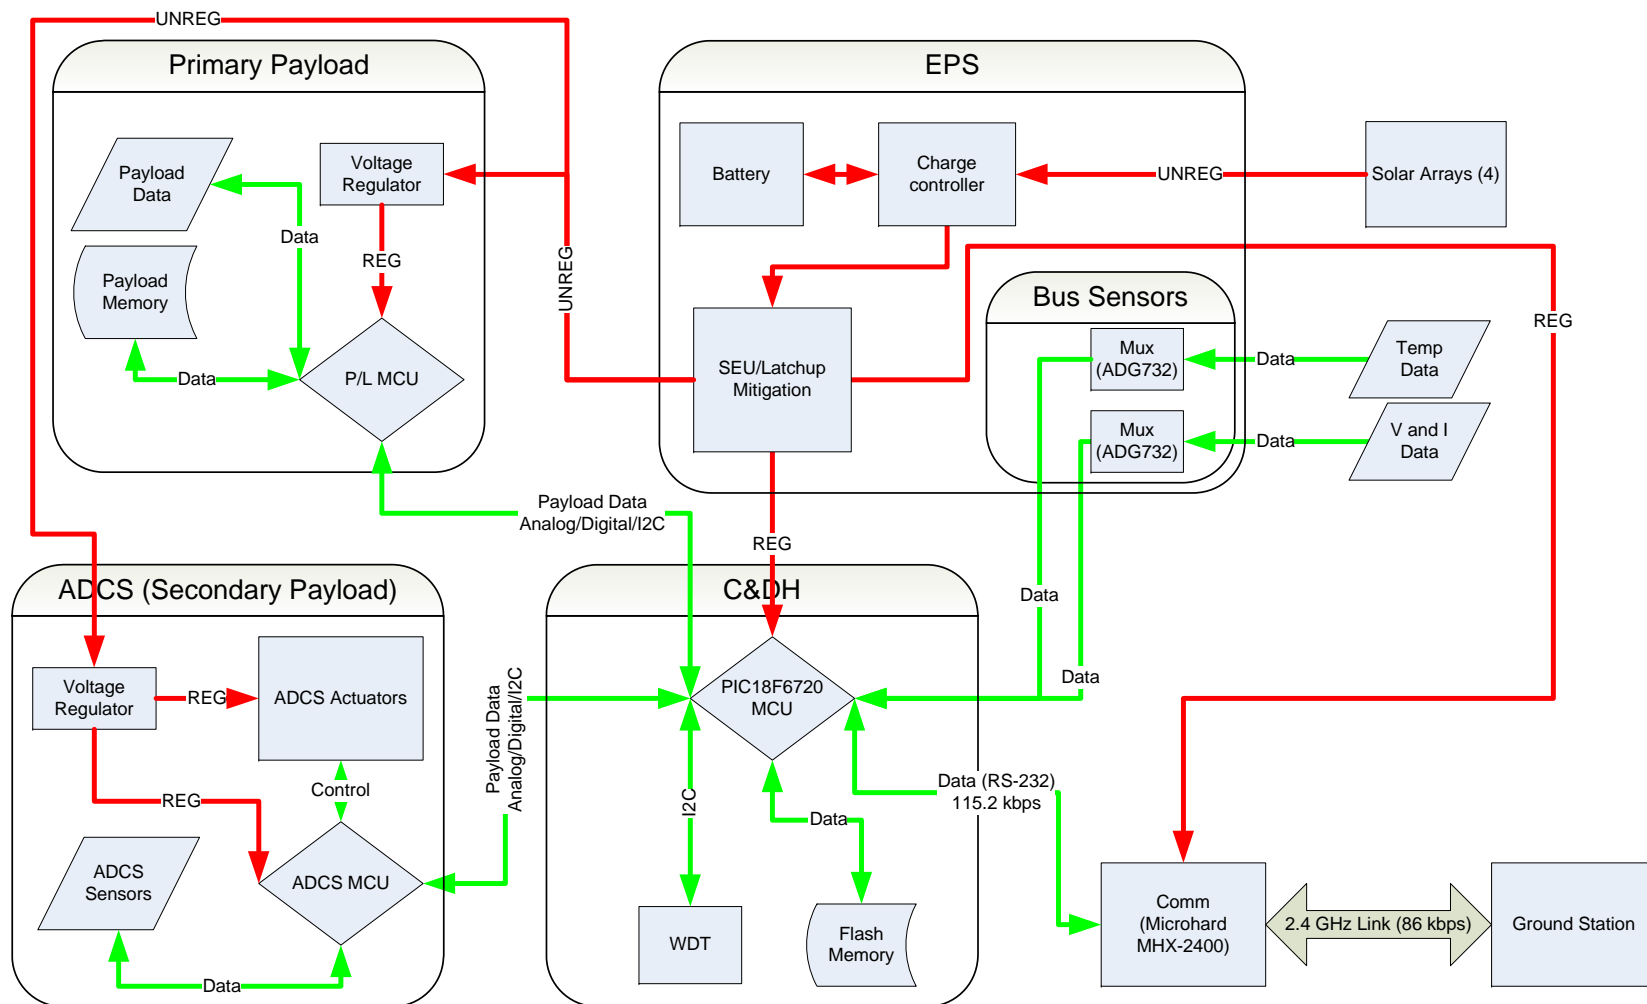 UNREG
Primary Payload
EPS
Payload
Data
Voltage
Regulator
Battery
Charge
controller
UNREG
Solar Arrays (4)
Data
REG
UNREG
Payload
Memory
Bus Sensors
REG
Mux
(ADG732)
Data
Temp
Data
Data
P/L MCU
SEU/Latchup
Mitigation
Mux
(ADG732)
Data
V and I
Data
Payload Data
Analog/Digital/I2C
REG
ADCS (Secondary Payload)
C&DH
Data
Data
Voltage
Regulator
REG
ADCS Actuators
Payload Data
Analog/Digital/I2C
PIC18F6720
MCU
Control
REG
I2C
Data
Data (RS-232)
115.2 kbps
ADCS
Sensors
ADCS MCU
Data
WDT
Flash
Memory
Comm
(Microhard
MHX-2400)
2.4 GHz Link (86 kbps)
Ground Station